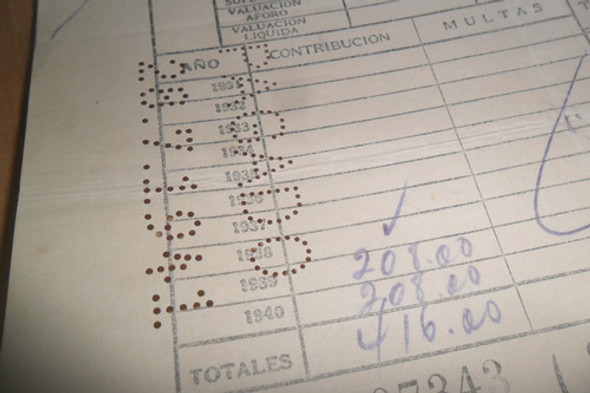 VALUACION
AFORO
VALUACION
LIQUIDA
AÑO CONTRIBUCION MULTAS
1931
1932
1933
1934
1935
1936
1937
1938 208.00
1939 208.00
1940 416.00
TOTALES